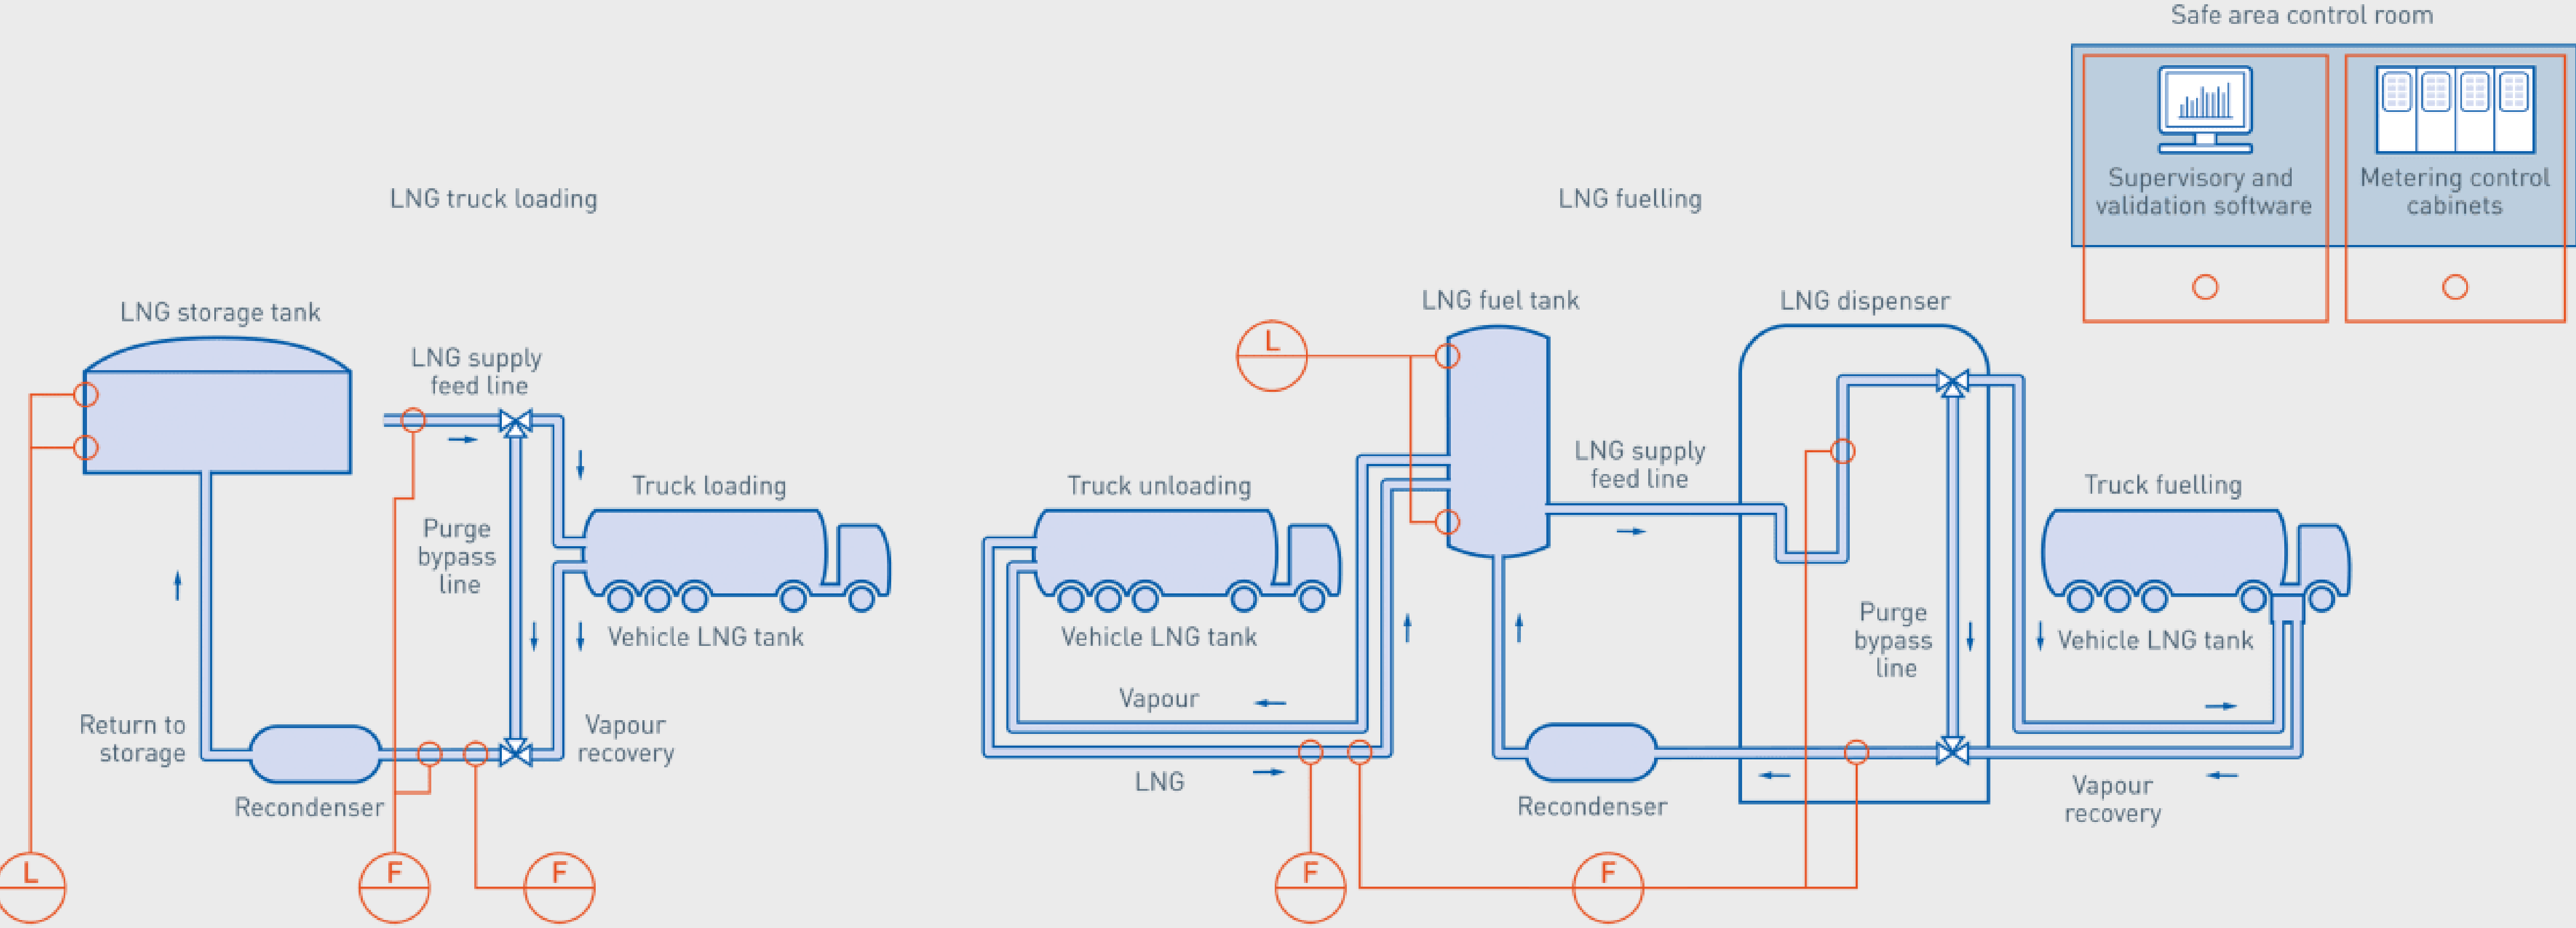 Safe area control room
Supervisory and
validation software
Metering control
cabinets
LNG truck loading
LNG storage tank
LNG supply
feed line
Truck loading
Purge
bypass
line
Vehicle LNG tank
Return to
storage
Vapour
recovery
Recondenser
L
F
F
LNG fuelling
LNG fuel tank
LNG dispenser
L
LNG supply
feed line
Truck unloading
Truck fuelling
Vehicle LNG tank
Purge
bypass
line
Vehicle LNG tank
Vapour
LNG
Recondenser
Vapour
recovery
F
F